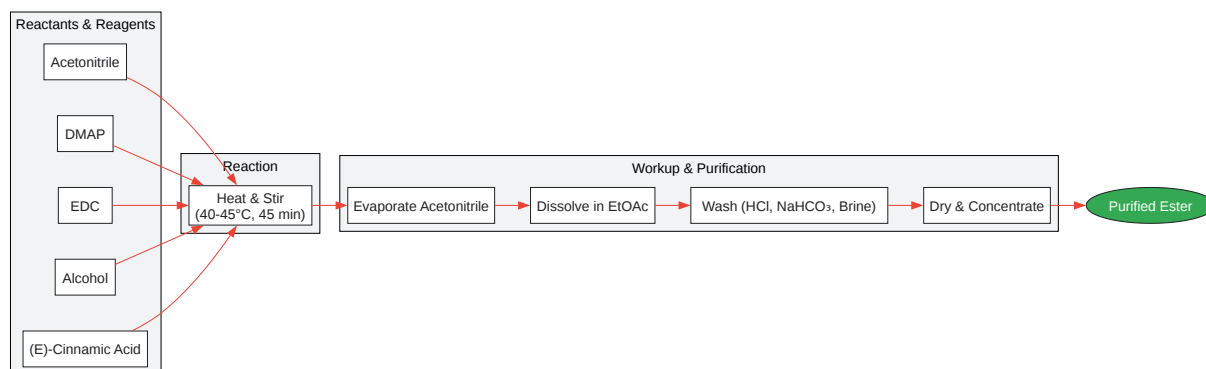 Reactants & Reagents
Acetonitrile
DMAP
EDC
Alcohol
(E)-Cinnamic Acid
Reaction
Heat & Stir
(40-45°C, 45 min)
Workup & Purification
Evaporate Acetonitrile
Dissolve in EtOAc
Wash (HCl, NaHCO₃, Brine)
Dry & Concentrate
Purified Ester